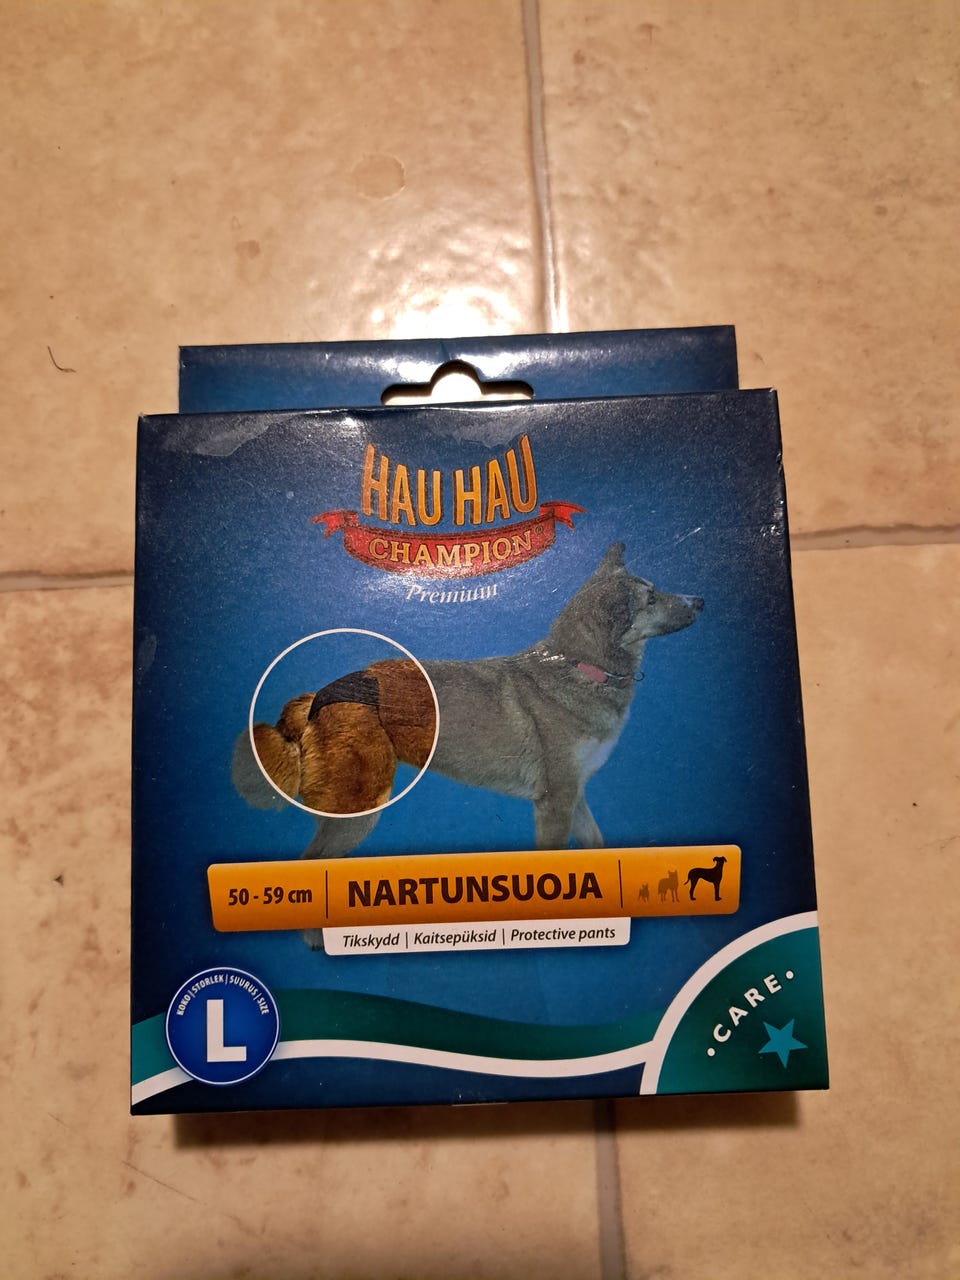 HAU HAU
CHAMPION®
Premium
50 - 59 cm
NARTUNSUOJA
Tikskydd | Kaitsepüksid | Protective pants
KOKO | STORLEK | SUURUS | SIZE
L
• CARE •